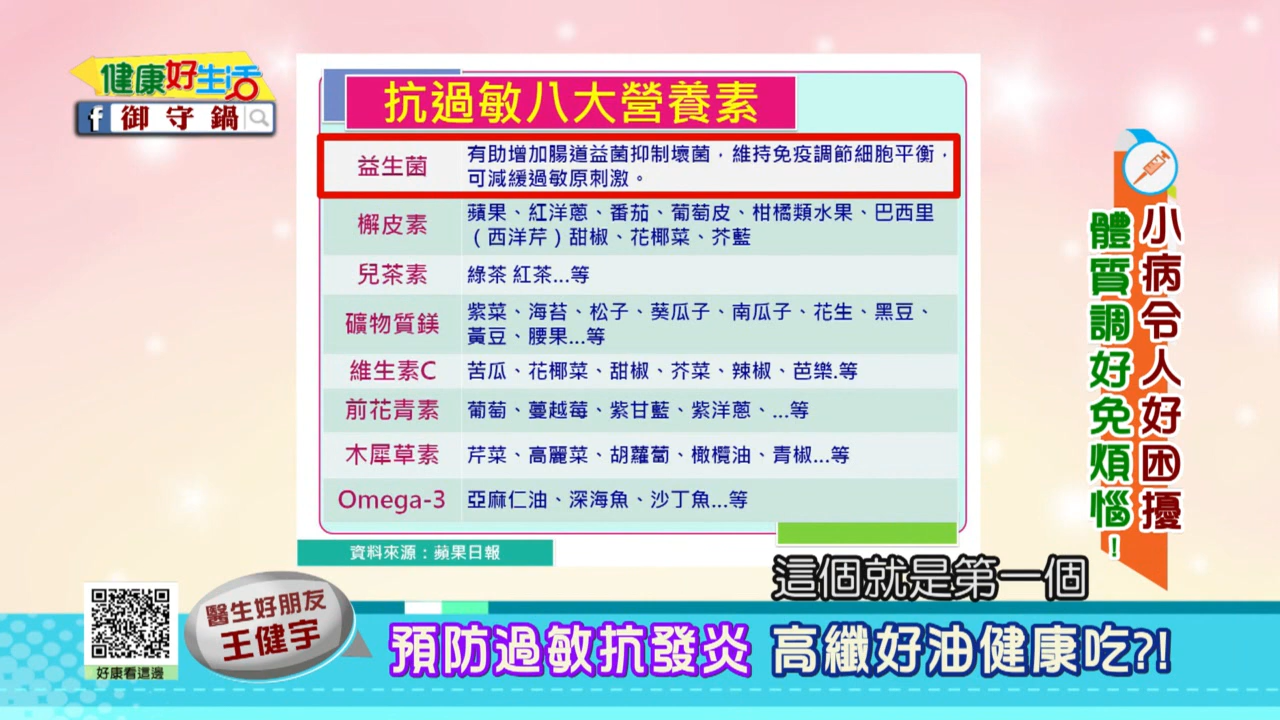 健康好生活
御守鍋
抗過敏八大營養素
益生菌
有助增加腸道益菌抑制壞菌，維持免疫調節細胞平衡，
可減緩過敏原刺激。
槲皮素
蘋果、紅洋蔥、番茄、葡萄皮、柑橘類水果、巴西里
（西洋芹）甜椒、花椰菜、芥藍
兒茶素
綠茶 紅茶...等
礦物質鎂
紫菜、海苔、松子、葵瓜子、南瓜子、花生、黑豆、
黃豆、腰果...等
維生素C
苦瓜、花椰菜、甜椒、芥菜、辣椒、芭樂.等
前花青素
葡萄、蔓越莓、紫甘藍、紫洋蔥、...等
木犀草素
芹菜、高麗菜、胡蘿蔔、橄欖油、青椒...等
Omega-3
亞麻仁油、深海魚、沙丁魚...等
資料來源：蘋果日報
小病令人好困擾
體質調好免煩惱！
這個就是第一個
好康看這邊
醫生好朋友
王健宇
預防過敏抗發炎 高纖好油健康吃?!